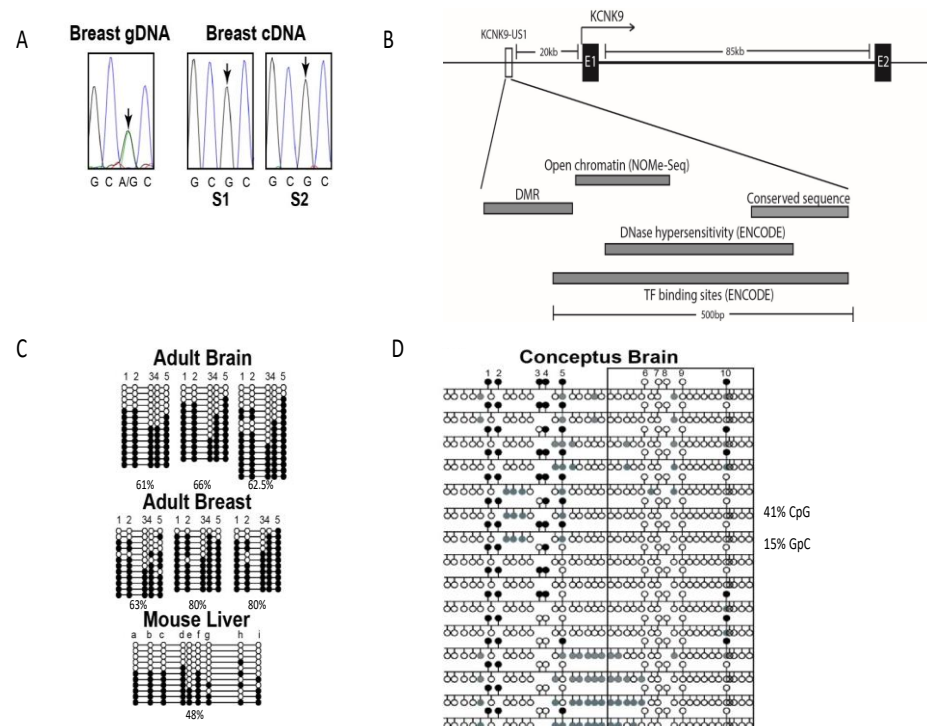 A
Breast gDNA
Breast cDNA
G C A/G C
G C G C
G C G C
S1
S2
B
KCNK9
KCNK9-US1
20kb
85kb
E1
E2
Open chromatin (NOMe-Seq)
DMR
Conserved sequence
DNase hypersensitivity (ENCODE)
TF binding sites (ENCODE)
500bp
C
Adult Brain
1 2 34 5
1 2 34 5
1 2 34 5
61%
66%
62.5%
Adult Breast
1 2 34 5
1 2 34 5
1 2 34 5
63%
80%
80%
Mouse Liver
a b c d e f g h i
48%
D
Conceptus Brain
1 2 3 4 5 6 7 8 9 10
41% CpG
15% GpC